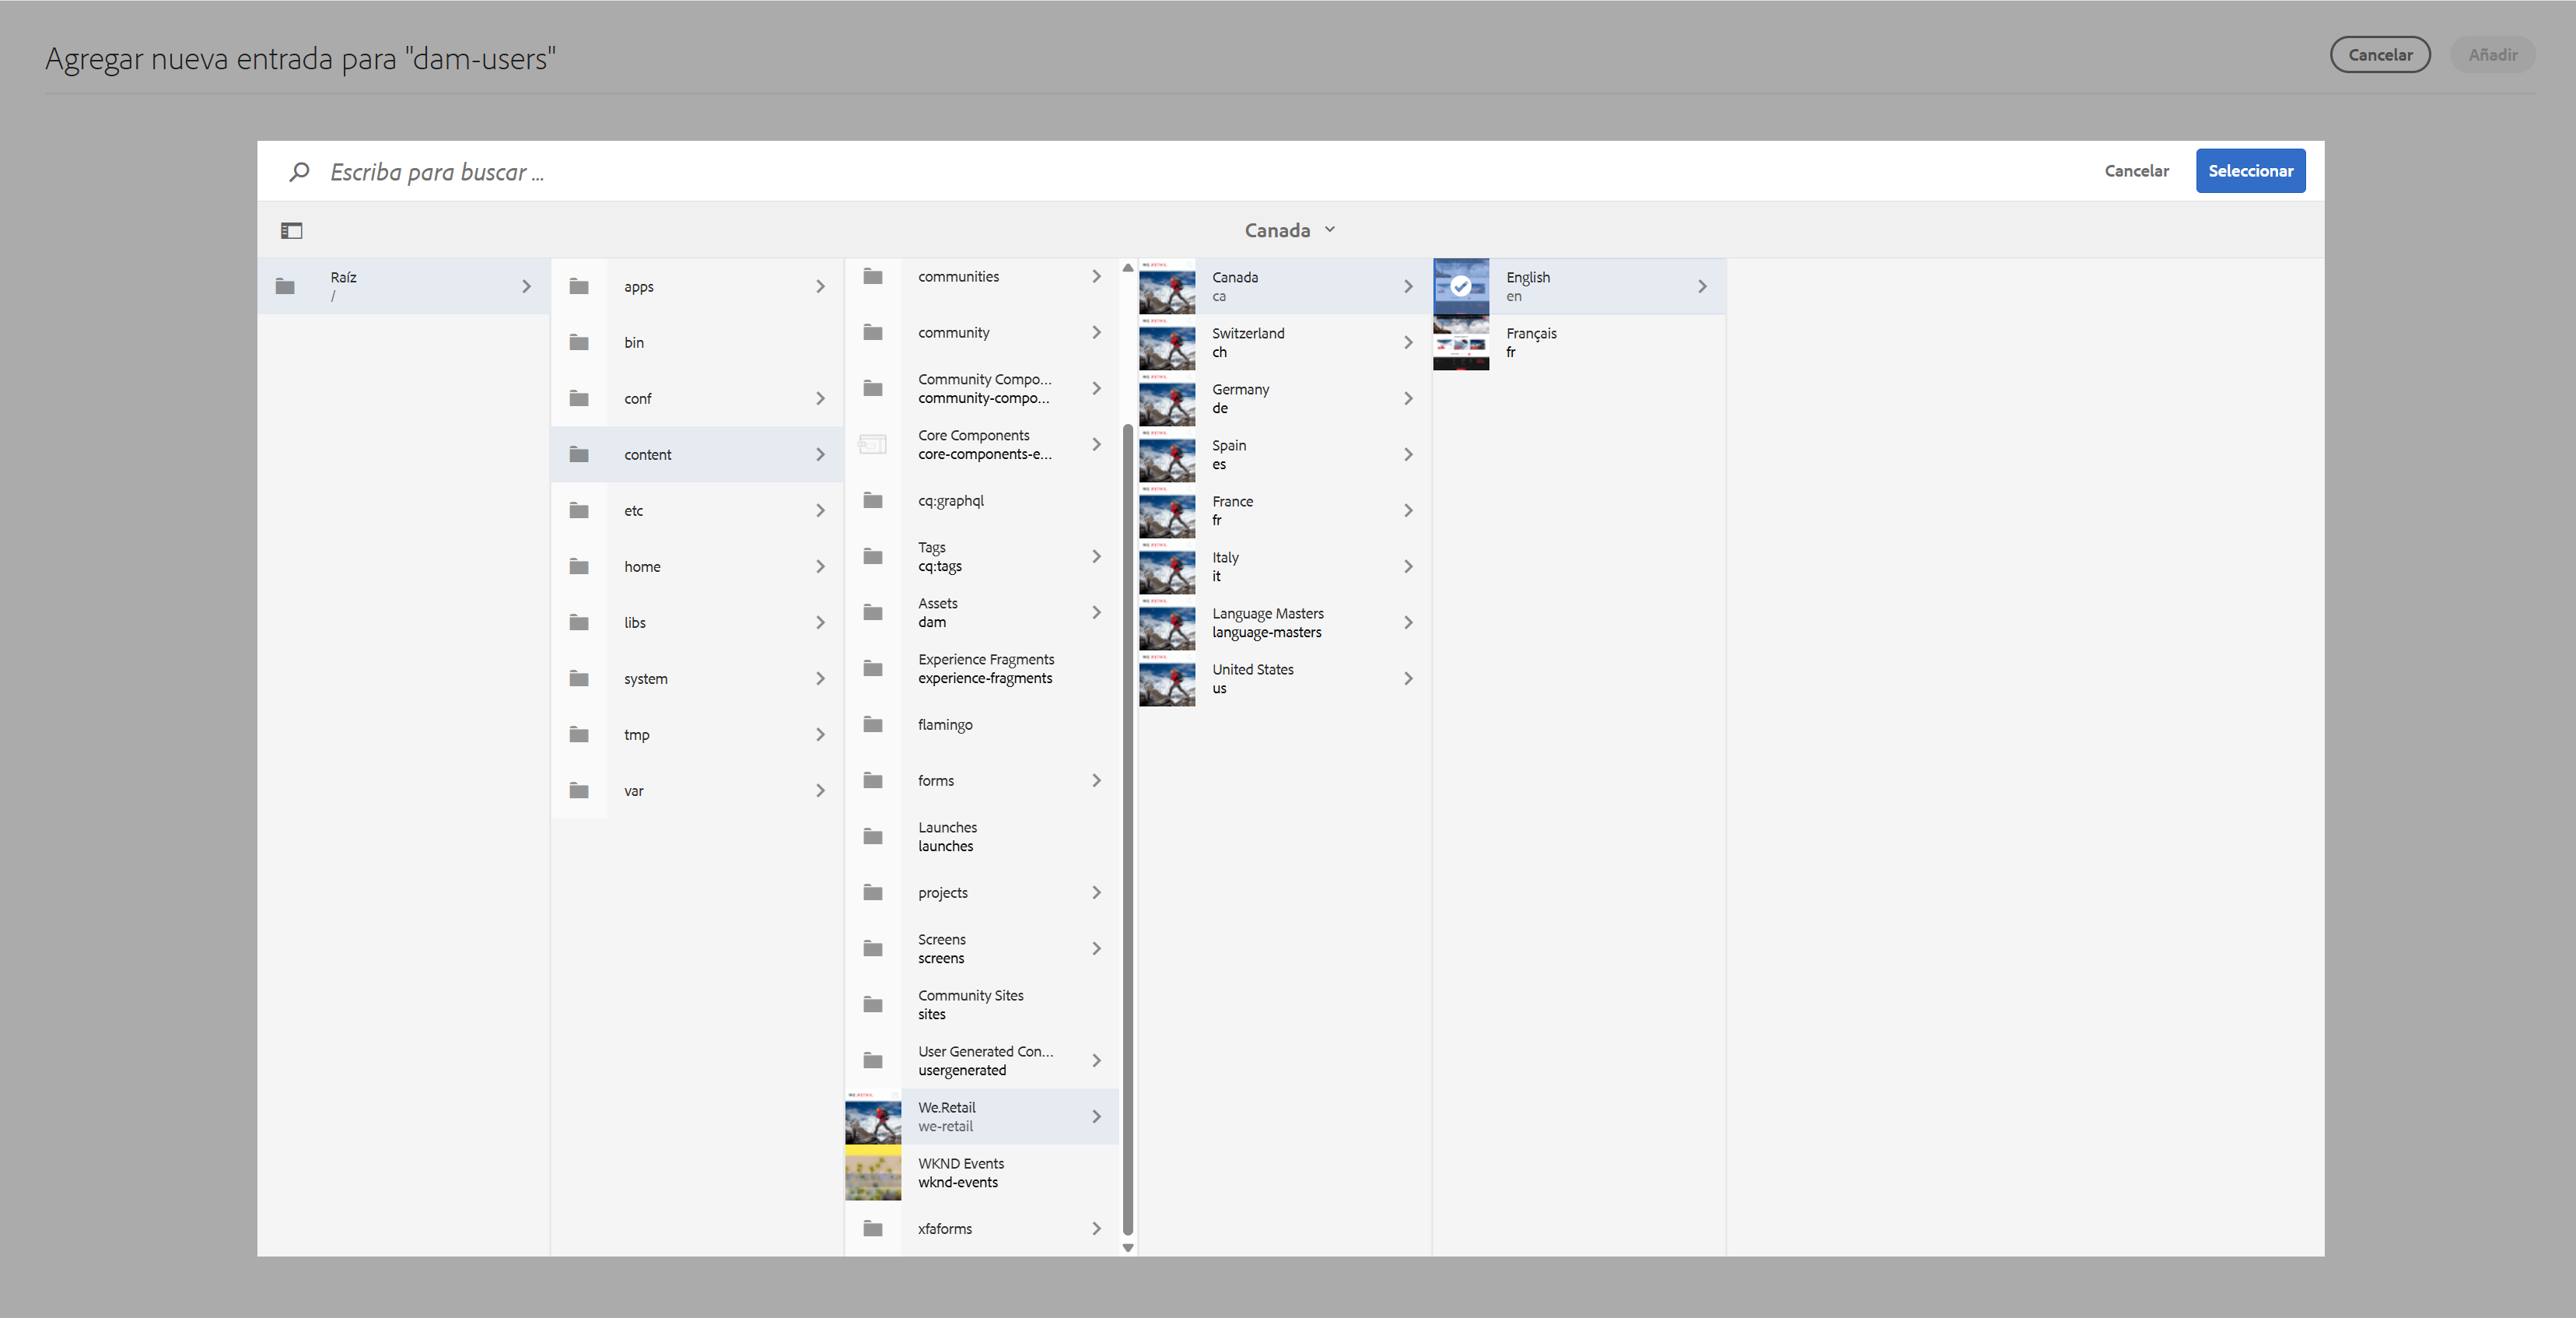 Agregar nueva entrada para "dam-users"
Cancelar
Añadir
Escriba para buscar ...
Cancelar
Seleccionar
Canada
Raíz
/
apps
bin
conf
content
etc
home
libs
system
tmp
var
communities
community
Community Compo...
community-compo...
Core Components
core-components-e...
cq:graphql
Tags
cq:tags
Assets
dam
Experience Fragments
experience-fragments
flamingo
forms
Launches
launches
projects
Screens
screens
Community Sites
sites
User Generated Con...
usergenerated
We.Retail
we-retail
WKND Events
wknd-events
xfaforms
Canada
ca
Switzerland
ch
Germany
de
Spain
es
France
fr
Italy
it
Language Masters
language-masters
United States
us
English
en
Français
fr